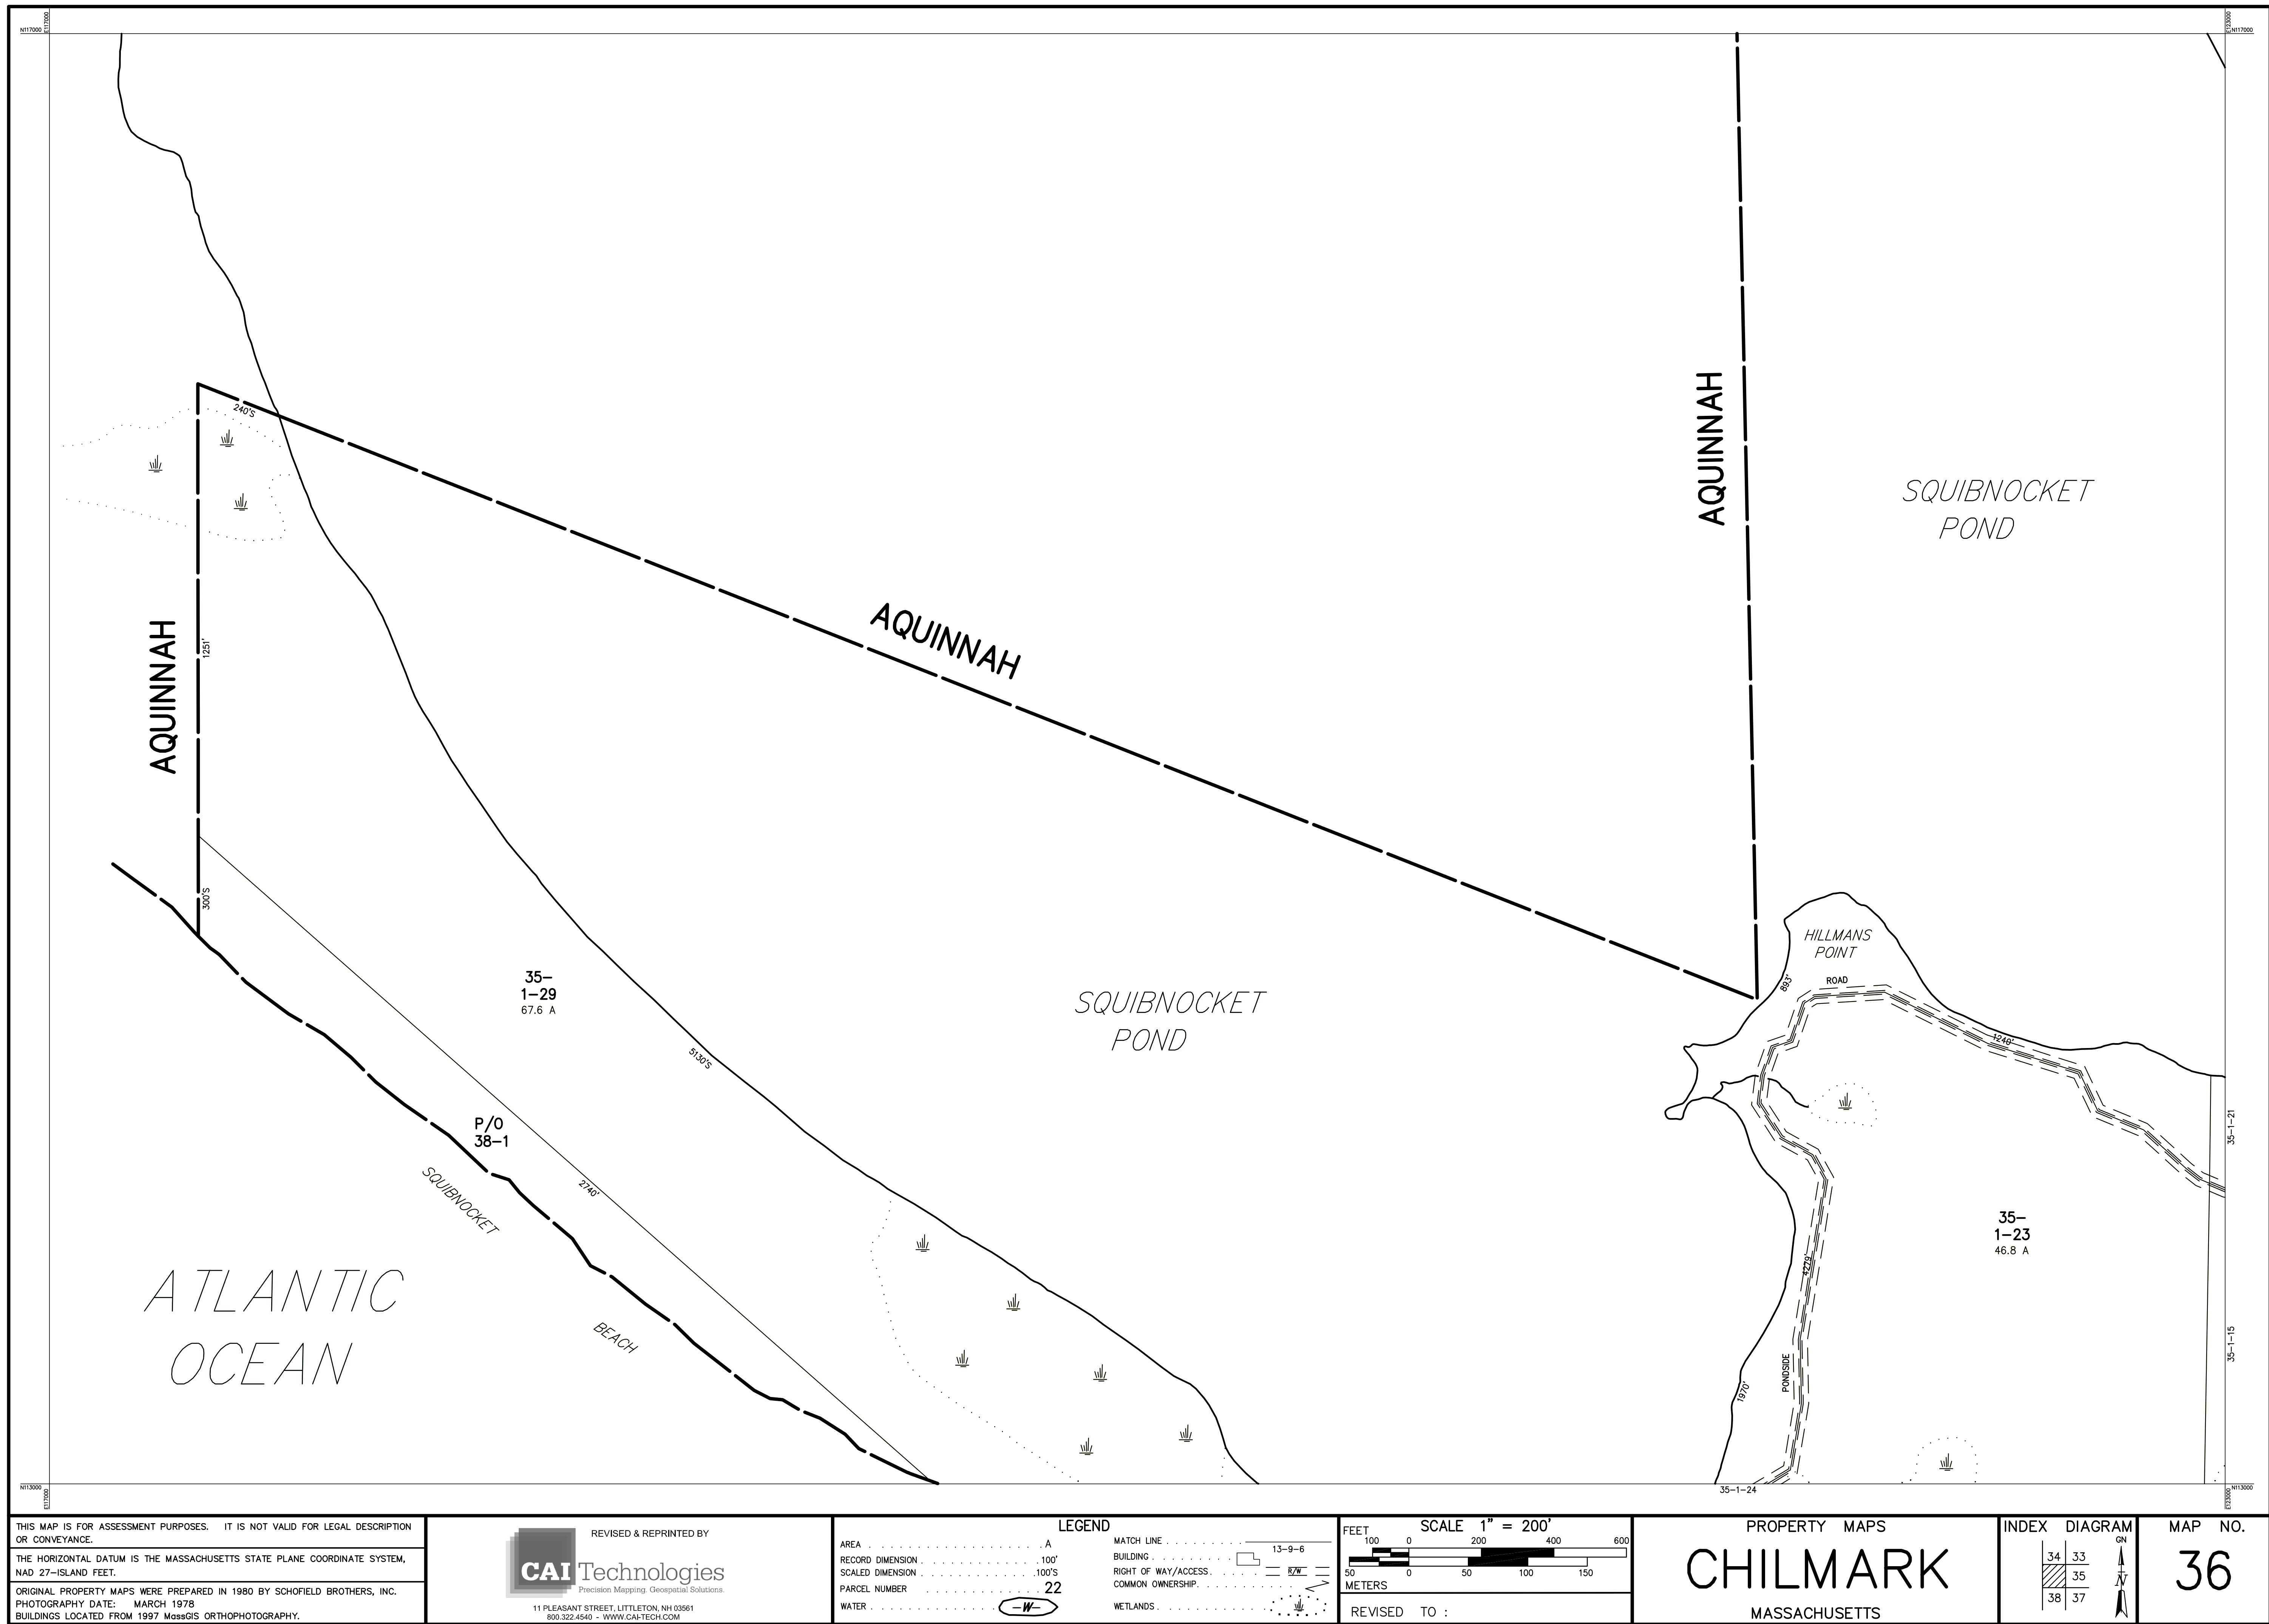 N117000
E117000
E123000
N117000
240'S
AQUINNAH
1251'
AQUINNAH
AQUINNAH
SQUIBNOCKET
POND
300'S
HILLMANS
POINT
893'
ROAD
35-
1-29
67.6 A
SQUIBNOCKET
POND
5130'S
1240'
P/O
38-1
SQUIBNOCKET
BEACH
2740'
35-1-21
35-
1-23
46.8 A
4279'
ATLANTIC
OCEAN
1970'
PONDSIDE
35-1-15
N113000
E117000
35-1-24
E123000
N113000
THIS MAP IS FOR ASSESSMENT PURPOSES. IT IS NOT VALID FOR LEGAL DESCRIPTION
OR CONVEYANCE.
THE HORIZONTAL DATUM IS THE MASSACHUSETTS STATE PLANE COORDINATE SYSTEM,
NAD 27-ISLAND FEET.
ORIGINAL PROPERTY MAPS WERE PREPARED IN 1980 BY SCHOFIELD BROTHERS, INC.
PHOTOGRAPHY DATE: MARCH 1978
BUILDINGS LOCATED FROM 1997 MassGIS ORTHOPHOTOGRAPHY.
REVISED & REPRINTED BY
CAI Technologies
Precision Mapping. Geospatial Solutions.
11 PLEASANT STREET, LITTLETON, NH 03561
800.322.4540 - WWW.CAI-TECH.COM
LEGEND
AREA . . . . . . . . . . . . . . . . . . . . . A
RECORD DIMENSION . . . . . . . . . . . . . . 100'
SCALED DIMENSION . . . . . . . . . . . . . . 100'S
PARCEL NUMBER . . . . . . . . . . . . . . 22
WATER . . . . . . . . . . . . . . -W-
MATCH LINE . . . . . . . . . . 13-9-6
BUILDING . . . . . . . . . .
RIGHT OF WAY/ACCESS . . . . . . R/W
COMMON OWNERSHIP . . . . . . . . . .
WETLANDS . . . . . . . . . .
SCALE 1" = 200'
FEET
100 0 200 400 600
50 0 50 100 150
METERS
REVISED TO :
PROPERTY MAPS
CHILMARK
MASSACHUSETTS
INDEX DIAGRAM
GN
34 33
35
38 37
N
MAP NO.
36